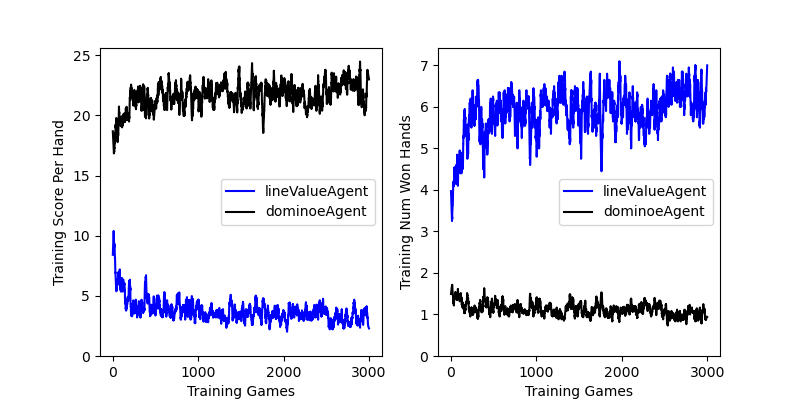 Training Score Per Hand
25
20
15
10
5
0
0 1000 2000 3000
Training Games
lineValueAgent
dominoeAgent
Training Num Won Hands
7
6
5
4
3
2
1
0
0 1000 2000 3000
Training Games
lineValueAgent
dominoeAgent